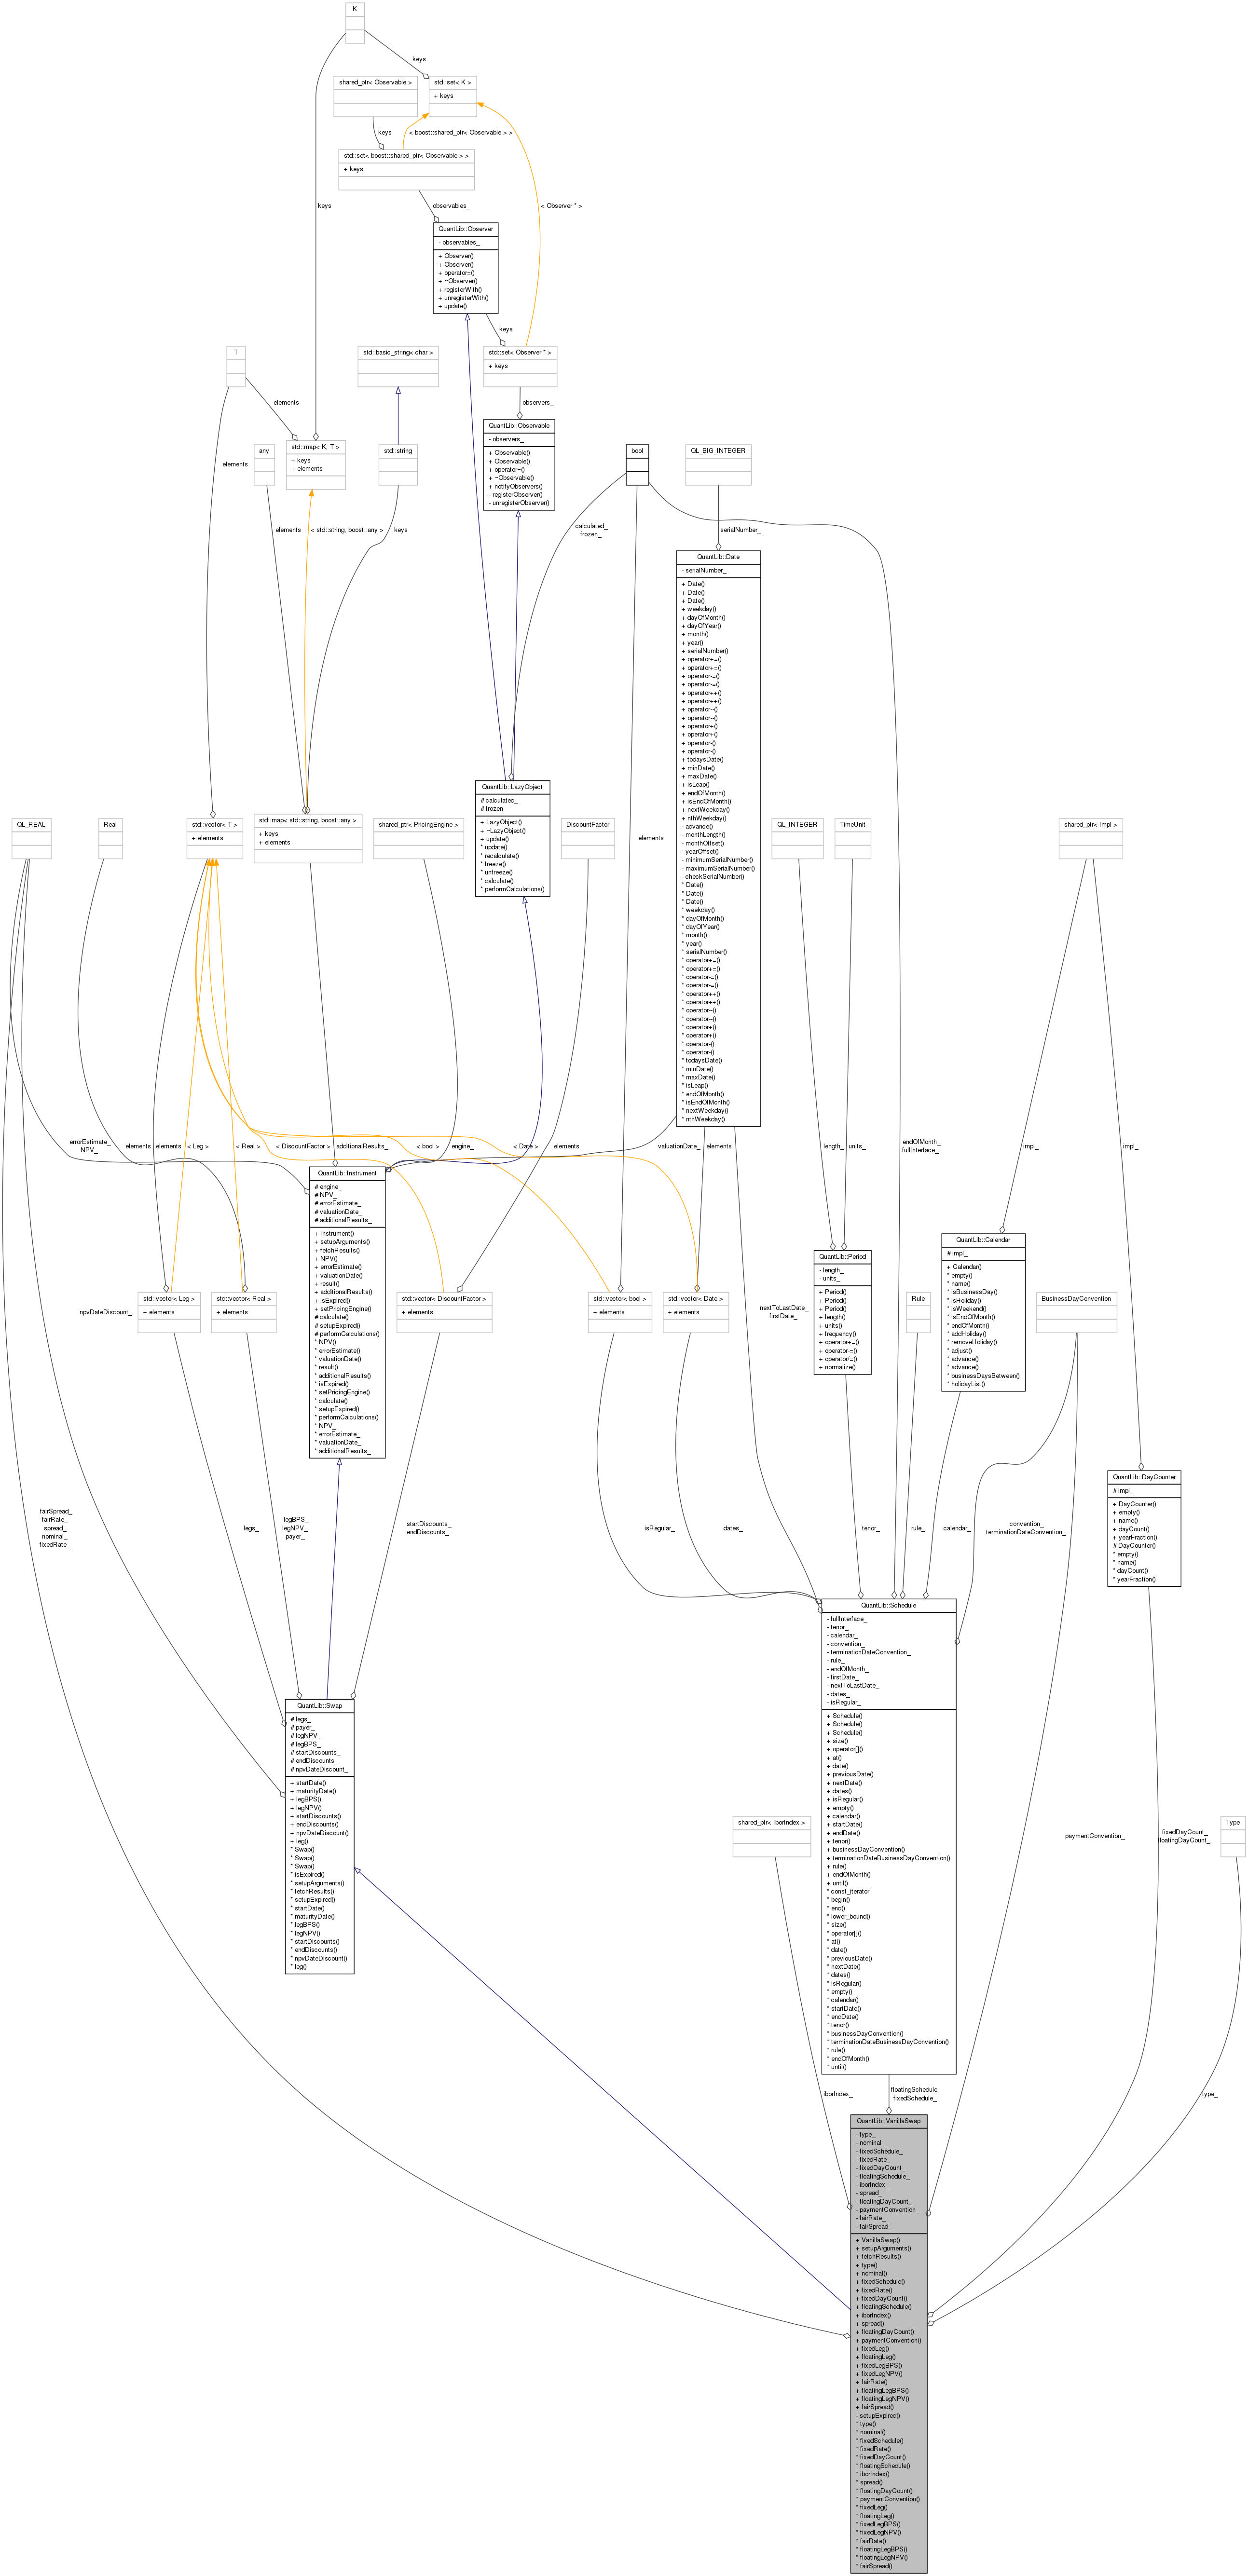 K
keys
shared_ptr< Observable >
std::set< K >
+ keys
keys
< boost::shared_ptr< Observable > >
std::set< boost::shared_ptr< Observable > >
+ keys
keys
observables_
< Observer * >
QuantLib::Observer
- observables_
+ Observer()
+ Observer()
+ operator=()
+ ~Observer()
+ registerWith()
+ unregisterWith()
+ update()
keys
T
std::basic_string< char >
std::set< Observer * >
+ keys
elements
observers_
QuantLib::Observable
- observers_
+ Observable()
+ Observable()
+ operator=()
+ ~Observable()
+ notifyObservers()
- registerObserver()
- unregisterObserver()
std::map< K, T >
+ keys
+ elements
any
std::string
bool
QL_BIG_INTEGER
elements
elements
< std::string, boost::any >
keys
calculated_
frozen_
serialNumber_
QuantLib::Date
- serialNumber_
+ Date()
+ Date()
+ Date()
+ weekday()
+ dayOfMonth()
+ dayOfYear()
+ month()
+ year()
+ serialNumber()
+ operator+=()
+ operator+=()
+ operator-=()
+ operator-=()
+ operator++()
+ operator++()
+ operator--()
+ operator--()
+ operator+()
+ operator+()
+ operator-()
+ operator-()
+ todaysDate()
+ minDate()
+ maxDate()
+ isLeap()
+ endOfMonth()
+ isEndOfMonth()
+ nextWeekday()
+ nthWeekday()
- advance()
- monthLength()
- monthOffset()
- yearOffset()
- minimumSerialNumber()
- maximumSerialNumber()
- checkSerialNumber()
* Date()
* Date()
* Date()
* weekday()
* dayOfMonth()
* dayOfYear()
* month()
* year()
* serialNumber()
* operator+=()
* operator+=()
* operator-=()
* operator-=()
* operator++()
* operator++()
* operator--()
* operator--()
* operator+()
* operator+()
* operator-()
* operator-()
* todaysDate()
* minDate()
* maxDate()
* isLeap()
* endOfMonth()
* isEndOfMonth()
* nextWeekday()
* nthWeekday()
QuantLib::LazyObject
# calculated_
# frozen_
+ LazyObject()
+ ~LazyObject()
+ update()
* update()
* recalculate()
* freeze()
* unfreeze()
* calculate()
* performCalculations()
QL_REAL
Real
std::vector< T >
+ elements
std::map< std::string, boost::any >
+ keys
+ elements
shared_ptr< PricingEngine >
DiscountFactor
elements
QL_INTEGER
TimeUnit
shared_ptr< Impl >
errorEstimate_
NPV_
elements
elements
< Leg >
< Real >
< DiscountFactor >
additionalResults_
< bool >
engine_
< Date >
elements
valuationDate_
elements
length_
units_
endOfMonth_
fullInterface_
impl_
impl_
QuantLib::Instrument
# engine_
# NPV_
# errorEstimate_
# valuationDate_
# additionalResults_
+ Instrument()
+ setupArguments()
+ fetchResults()
+ NPV()
+ errorEstimate()
+ valuationDate()
+ result()
+ additionalResults()
+ isExpired()
+ setPricingEngine()
# calculate()
# setupExpired()
# performCalculations()
* NPV()
* errorEstimate()
* valuationDate()
* result()
* additionalResults()
* isExpired()
* setPricingEngine()
* calculate()
* setupExpired()
* performCalculations()
* NPV_
* errorEstimate_
* valuationDate_
* additionalResults_
QuantLib::Period
- length_
- units_
+ Period()
+ Period()
+ Period()
+ length()
+ units()
+ frequency()
+ operator+=()
+ operator-=()
+ operator/=()
+ normalize()
QuantLib::Calendar
# impl_
+ Calendar()
* empty()
* name()
* isBusinessDay()
* isHoliday()
* isWeekend()
* isEndOfMonth()
* endOfMonth()
* addHoliday()
* removeHoliday()
* adjust()
* advance()
* advance()
* businessDaysBetween()
* holidayList()
npvDateDiscount_
std::vector< Leg >
+ elements
std::vector< Real >
+ elements
std::vector< DiscountFactor >
+ elements
std::vector< bool >
+ elements
std::vector< Date >
+ elements
nextToLastDate_
firstDate_
Rule
BusinessDayConvention
QuantLib::DayCounter
# impl_
+ DayCounter()
+ empty()
+ name()
+ dayCount()
+ yearFraction()
# DayCounter()
* empty()
* name()
* dayCount()
* yearFraction()
fairSpread_
fairRate_
spread_
nominal_
fixedRate_
legs_
legBPS_
legNPV_
payer_
startDiscounts_
endDiscounts_
isRegular_
dates_
tenor_
rule_
calendar_
convention_
terminationDateConvention_
QuantLib::Schedule
- fullInterface_
- tenor_
- calendar_
- convention_
- terminationDateConvention_
- rule_
- endOfMonth_
- firstDate_
- nextToLastDate_
- dates_
- isRegular_
+ Schedule()
+ Schedule()
+ Schedule()
+ size()
+ operator[]()
+ at()
+ date()
+ previousDate()
+ nextDate()
+ dates()
+ isRegular()
+ empty()
+ calendar()
+ startDate()
+ endDate()
+ tenor()
+ businessDayConvention()
+ terminationDateBusinessDayConvention()
+ rule()
+ endOfMonth()
+ until()
* const_iterator
* begin()
* end()
* lower_bound()
* size()
* operator[]()
* at()
* date()
* previousDate()
* nextDate()
* dates()
* isRegular()
* empty()
* calendar()
* startDate()
* endDate()
* tenor()
* businessDayConvention()
* terminationDateBusinessDayConvention()
* rule()
* endOfMonth()
* until()
QuantLib::Swap
# legs_
# payer_
# legNPV_
# legBPS_
# startDiscounts_
# endDiscounts_
# npvDateDiscount_
+ startDate()
+ maturityDate()
+ legBPS()
+ legNPV()
+ startDiscounts()
+ endDiscounts()
+ npvDateDiscount()
+ leg()
* Swap()
* Swap()
* Swap()
* isExpired()
* setupArguments()
* fetchResults()
* setupExpired()
* startDate()
* maturityDate()
* legBPS()
* legNPV()
* startDiscounts()
* endDiscounts()
* npvDateDiscount()
* leg()
shared_ptr< IborIndex >
paymentConvention_
fixedDayCount_
floatingDayCount_
Type
iborIndex_
floatingSchedule_
fixedSchedule_
type_
QuantLib::VanillaSwap
- type_
- nominal_
- fixedSchedule_
- fixedRate_
- fixedDayCount_
- floatingSchedule_
- iborIndex_
- spread_
- floatingDayCount_
- paymentConvention_
- fairRate_
- fairSpread_
+ VanillaSwap()
+ setupArguments()
+ fetchResults()
+ type()
+ nominal()
+ fixedSchedule()
+ fixedRate()
+ fixedDayCount()
+ floatingSchedule()
+ iborIndex()
+ spread()
+ floatingDayCount()
+ paymentConvention()
+ fixedLeg()
+ floatingLeg()
+ fixedLegBPS()
+ fixedLegNPV()
+ fairRate()
+ floatingLegBPS()
+ floatingLegNPV()
+ fairSpread()
- setupExpired()
* type()
* nominal()
* fixedSchedule()
* fixedRate()
* fixedDayCount()
* floatingSchedule()
* iborIndex()
* spread()
* floatingDayCount()
* paymentConvention()
* fixedLeg()
* floatingLeg()
* fixedLegBPS()
* fixedLegNPV()
* fairRate()
* floatingLegBPS()
* floatingLegNPV()
* fairSpread()